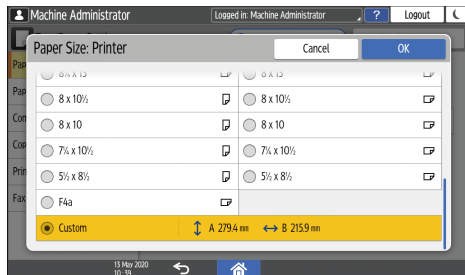 Machine Administrator
Logged in: Machine Administrator
?
Logout
Paper Size: Printer
Cancel
OK
8 x 10½
8 x 10½
8 x 10
8 x 10
7¼ x 10½
7¼ x 10½
5½ x 8½
5½ x 8½
F4a
Custom
A 279.4 mm
B 215.9 mm
13 May 2020
10:39